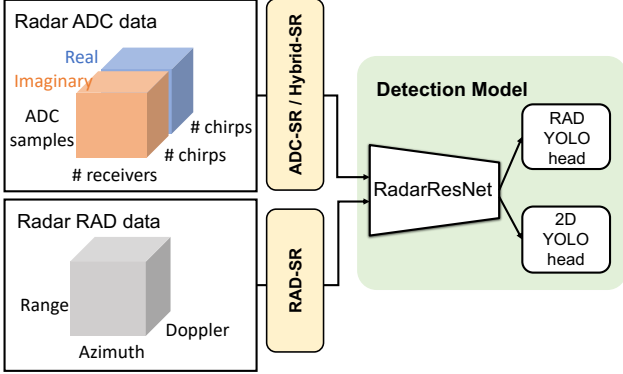 Radar ADC data
Real
Imaginary
ADC
samples
# chirps
# chirps
# receivers
ADC-SR / Hybrid-SR
Radar RAD data
Range
Doppler
Azimuth
RAD-SR
Detection Model
RadarResNet
RAD
YOLO
head
2D
YOLO
head